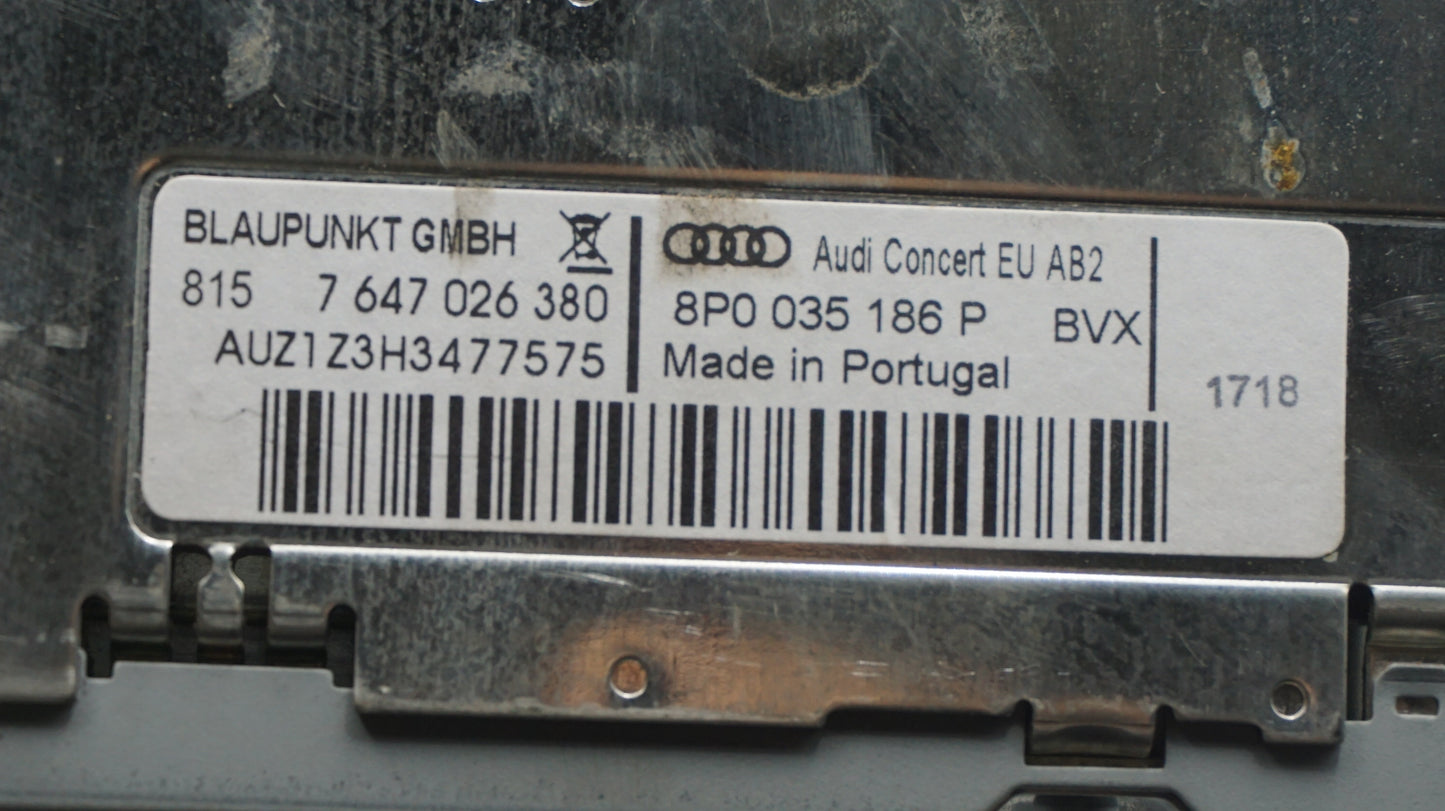 BLAUPUNKT GMBH
815 7 647 026 380
AUZ1Z3H3477575
Audi Concert EU AB2
8P0 035 186 P BVX
Made in Portugal
1718